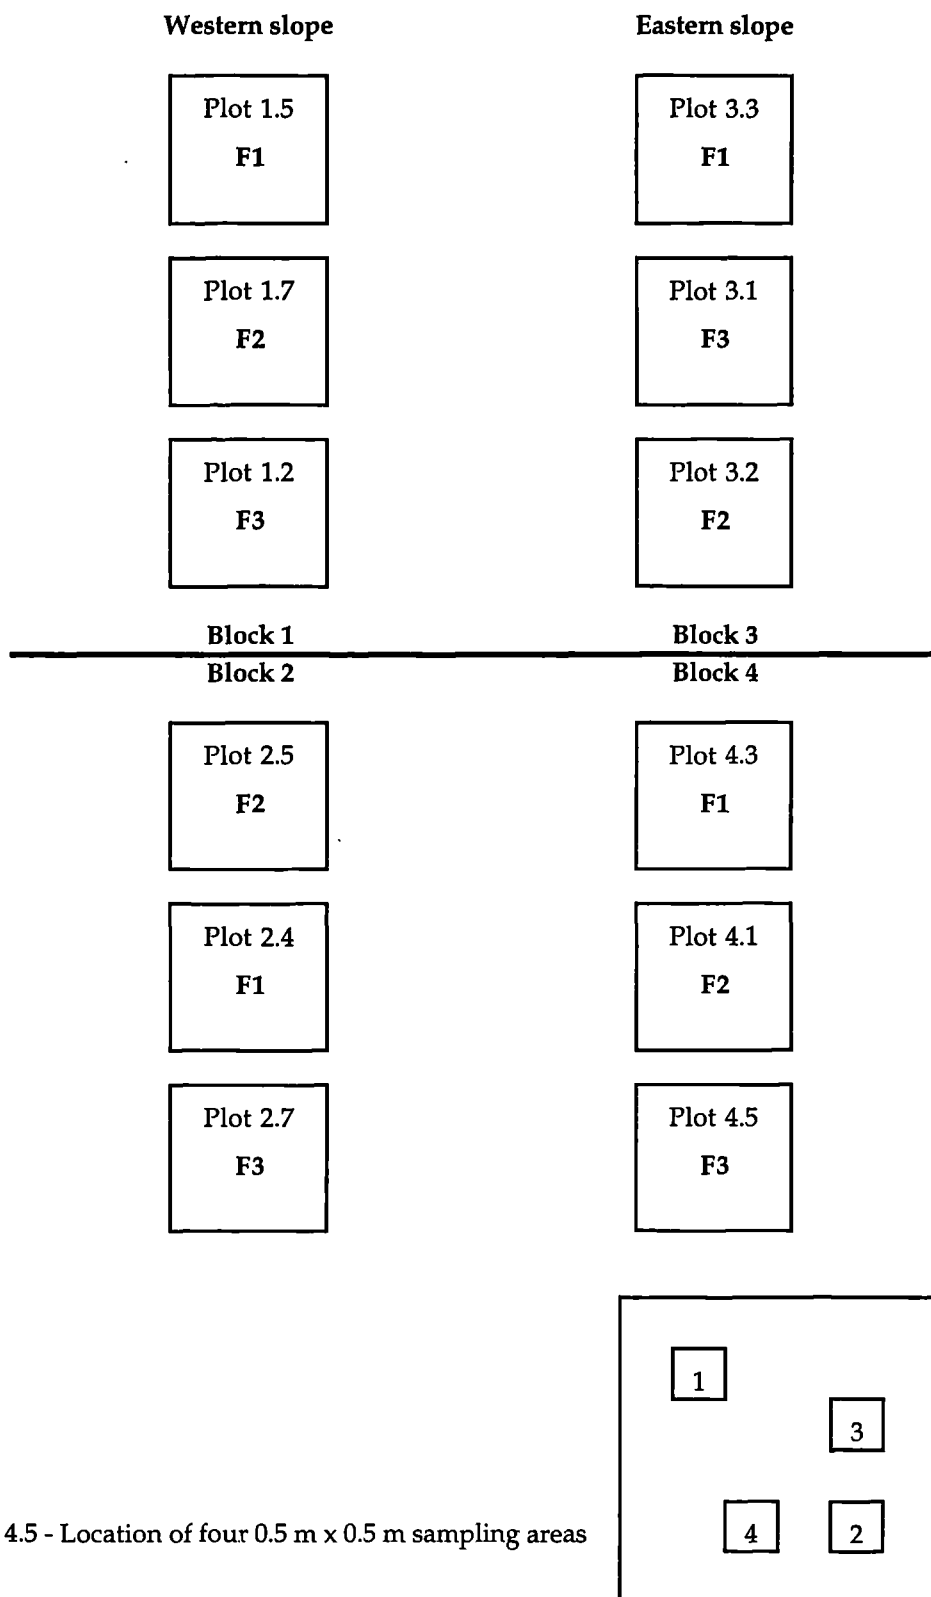 Western slope
Eastern slope
Plot 1.5
F1
Plot 3.3
F1
Plot 1.7
F2
Plot 3.1
F3
Plot 1.2
F3
Plot 3.2
F2
Block 1
Block 3
Block 2
Block 4
Plot 2.5
F2
Plot 4.3
F1
Plot 2.4
F1
Plot 4.1
F2
Plot 2.7
F3
Plot 4.5
F3
1
3
4.5 - Location of four 0.5 m x 0.5 m sampling areas
4
2